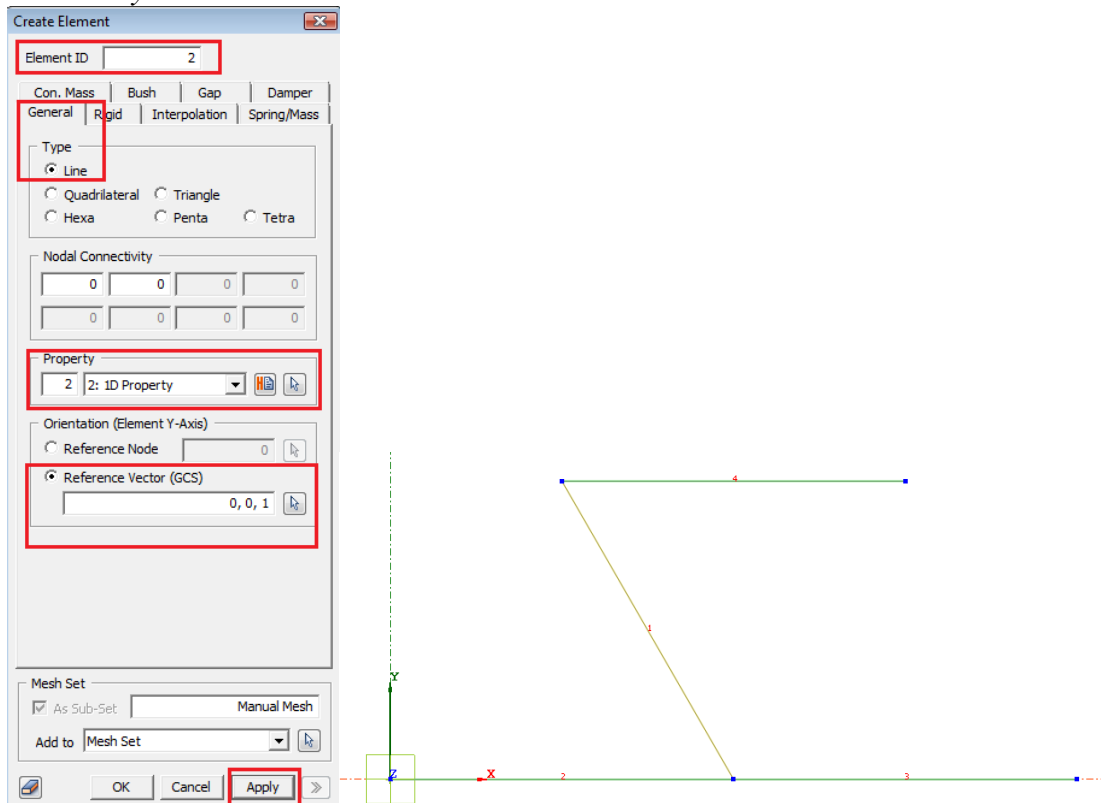 Create Element
Element ID 2
Con. Mass Bush Gap Damper
General Rigid Interpolation Spring/Mass
Type
Line
Quadrilateral Triangle
Hexa Penta Tetra
Nodal Connectivity
0 0 0 0
0 0 0 0
Property
2 2: 1D Property
Orientation (Element Y-Axis)
Reference Node 0
Reference Vector (GCS)
0, 0, 1
4
1
Y
Z X 2 3
Mesh Set
As Sub-Set Manual Mesh
Add to Mesh Set
OK Cancel Apply >>